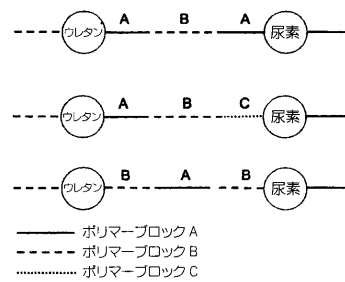 A B A
ウレタン 尿素
A B C
ウレタン 尿素
B A B
ウレタン 尿素
ポリマーブロック A
ポリマーブロック B
ポリマーブロック C